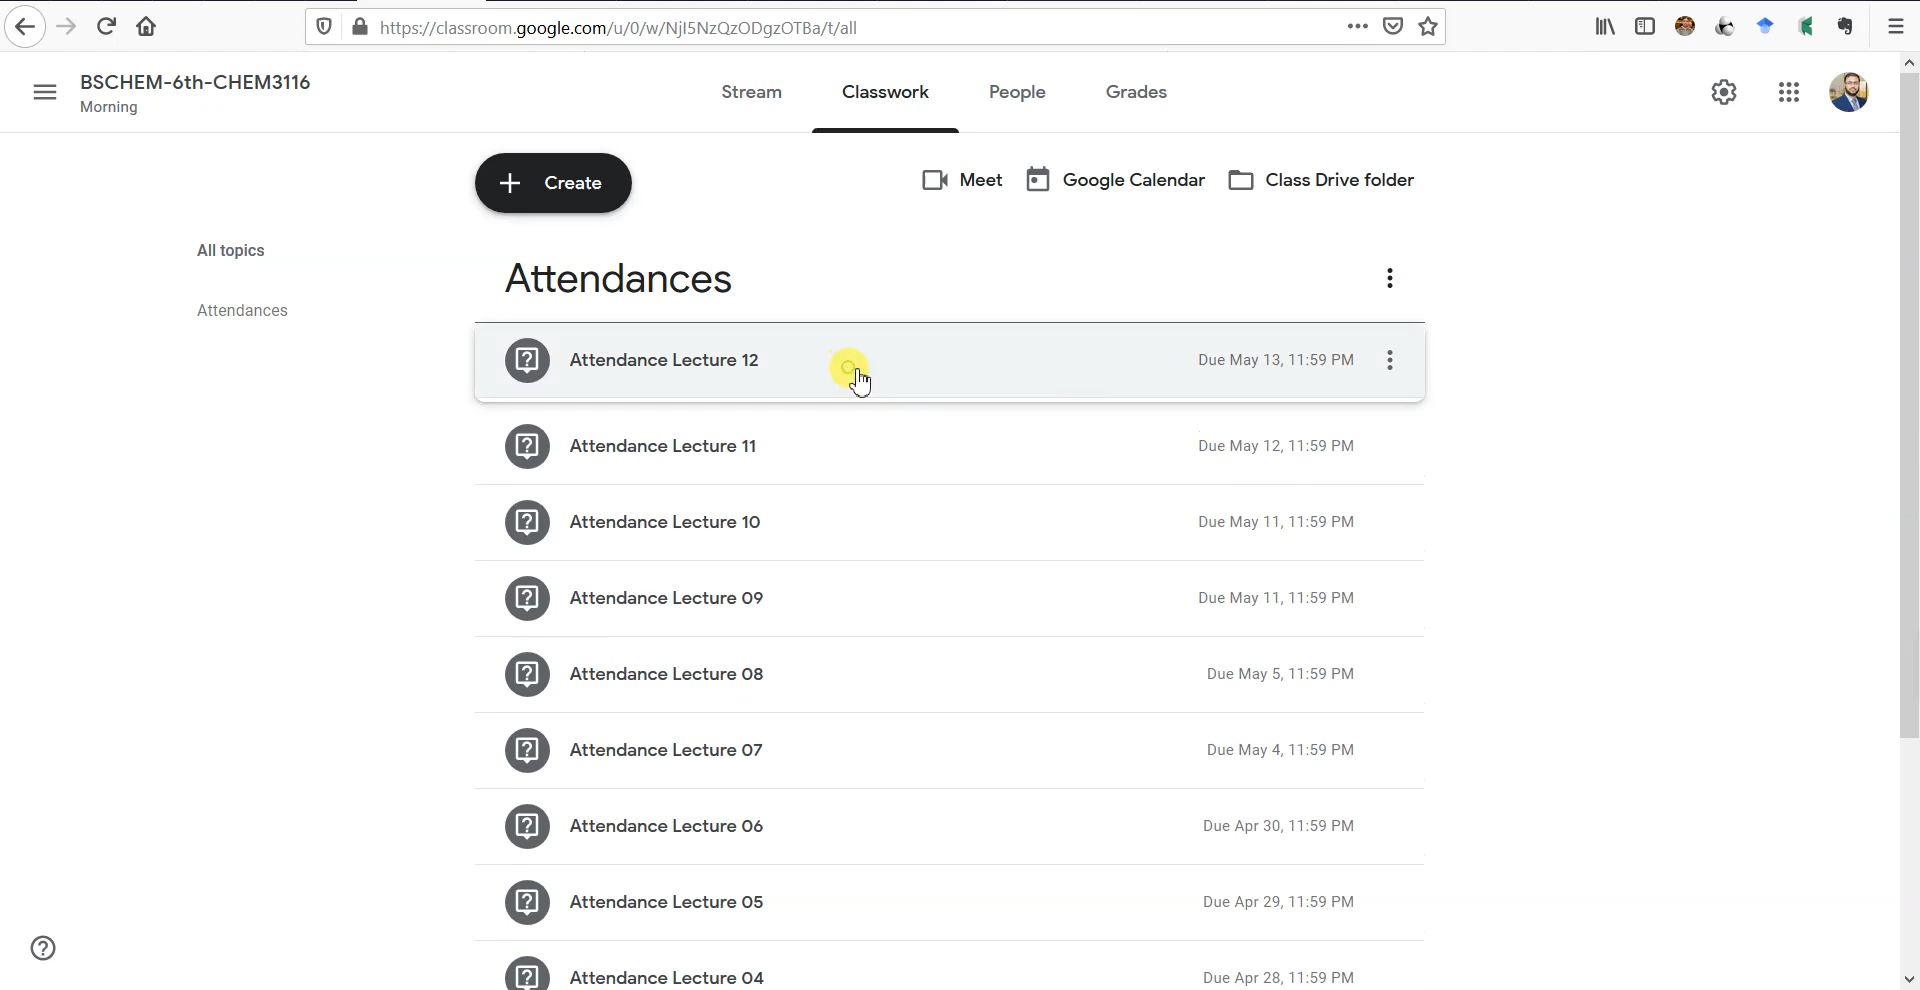 https://classroom.google.com/u/0/w/NjI5NzQzODgzOTBa/t/all
BSCHEM-6th-CHEM3116
Morning
Stream
Classwork
People
Grades
Create
Meet
Google Calendar
Class Drive folder
All topics
Attendances
Attendances
Attendance Lecture 12
Due May 13, 11:59 PM
Attendance Lecture 11
Due May 12, 11:59 PM
Attendance Lecture 10
Due May 11, 11:59 PM
Attendance Lecture 09
Due May 11, 11:59 PM
Attendance Lecture 08
Due May 5, 11:59 PM
Attendance Lecture 07
Due May 4, 11:59 PM
Attendance Lecture 06
Due Apr 30, 11:59 PM
Attendance Lecture 05
Due Apr 29, 11:59 PM
Attendance Lecture 04
Due Apr 28, 11:59 PM